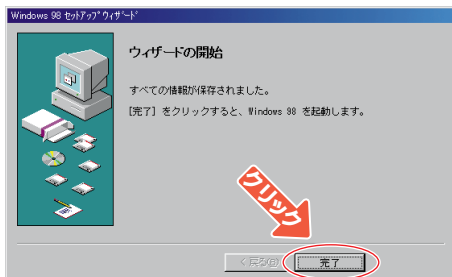 Windows 98 セットアップ ウィザード
ウィザードの開始
すべての情報が保存されました。
[完了] をクリックすると、Windows 98 を起動します。
クリック
< 戻る(B)
完了